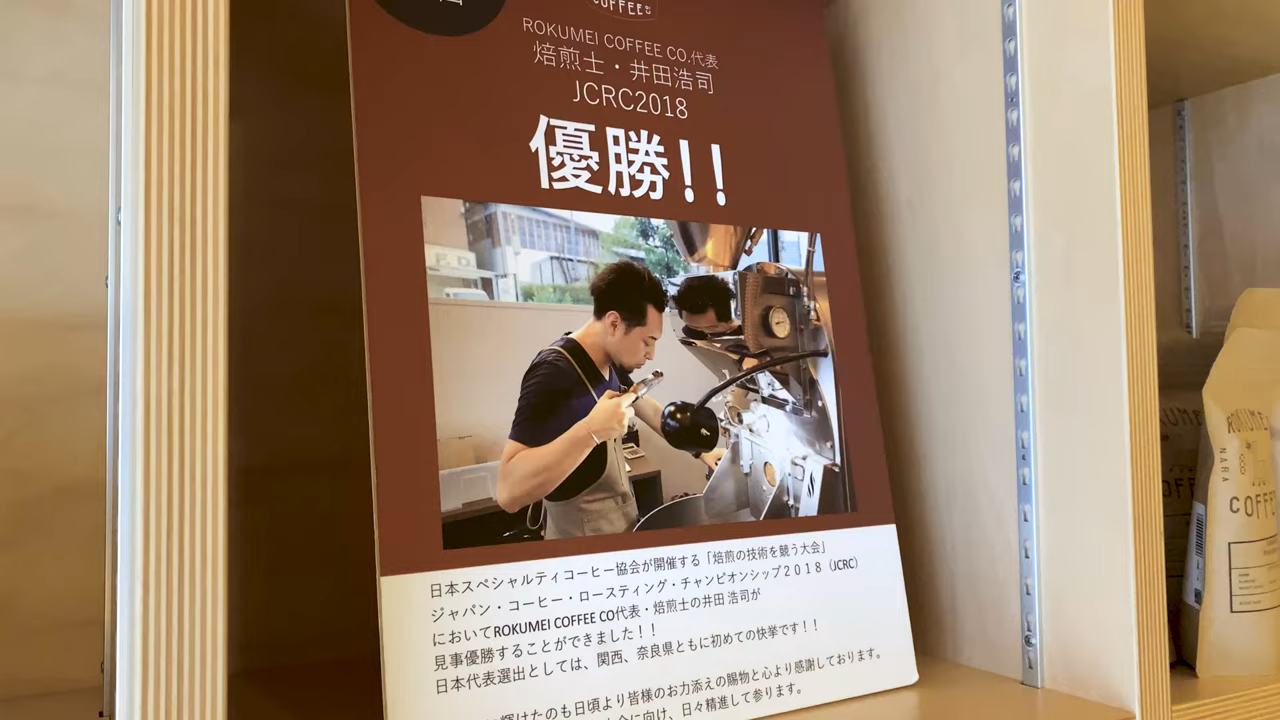 COFFEE
ROKUMEI COFFEE CO.代表
焙煎士・井田浩司
JCRC2018
優勝!!
日本スペシャルティコーヒー協会が開催する「焙煎の技術を競う大会」
ジャパン・コーヒー・ロースティング・チャンピオンシップ2018（JCRC）
においてROKUMEI COFFEE CO代表・焙煎士の井田 浩司が
見事優勝することができました！！
日本代表選出としては、関西、奈良県ともに初めての快挙です！！
輝けたのも日頃より皆様のお力添えの賜物と心より感謝しております。
に向け、日々精進して参ります。
ROKUMEI
NARA
COFFEE